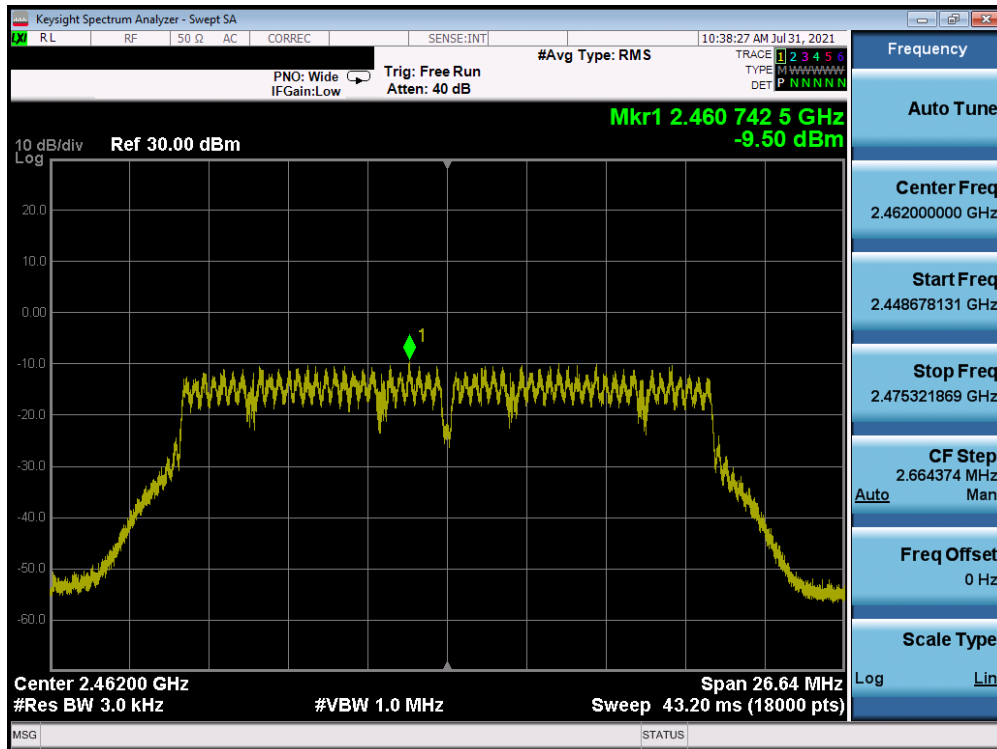 Keysight Spectrum Analyzer - Swept SA
LXI RL RF 50 Ω AC CORREC SENSE:INT 10:38:27 AM Jul 31, 2021
#Avg Type: RMS
PNO: Wide Trig: Free Run
IFGain:Low Atten: 40 dB
TRACE 1 2 3 4 5 6
TYPE M WWWWW
DET P N N N N N
Mkr1 2.460 742 5 GHz
-9.50 dBm
10 dB/div Ref 30.00 dBm
Log
20.0
10.0
0.00
-10.0
-20.0
-30.0
-40.0
-50.0
-60.0
1
Center 2.46200 GHz Span 26.64 MHz
#Res BW 3.0 kHz #VBW 1.0 MHz Sweep 43.20 ms (18000 pts)
MSG STATUS
Frequency
Auto Tune
Center Freq
2.462000000 GHz
Start Freq
2.448678131 GHz
Stop Freq
2.475321869 GHz
CF Step
2.664374 MHz
Auto Man
Freq Offset
0 Hz
Scale Type
Log Lin